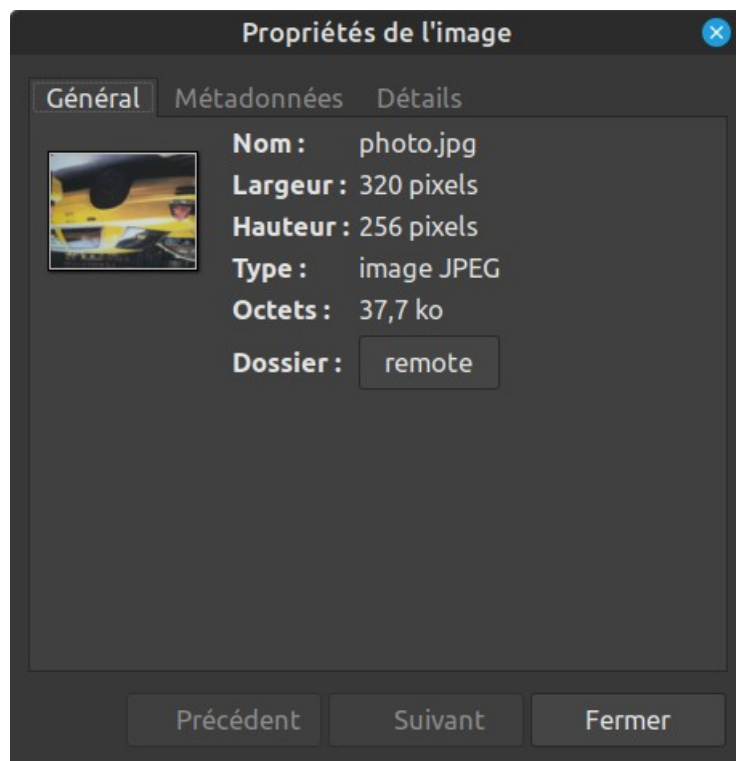 Propriétés de l'image
Général Métadonnées Détails
Nom : photo.jpg
Largeur : 320 pixels
Hauteur : 256 pixels
Type : image JPEG
Octets : 37,7 ko
Dossier : remote
Précédent Suivant Fermer